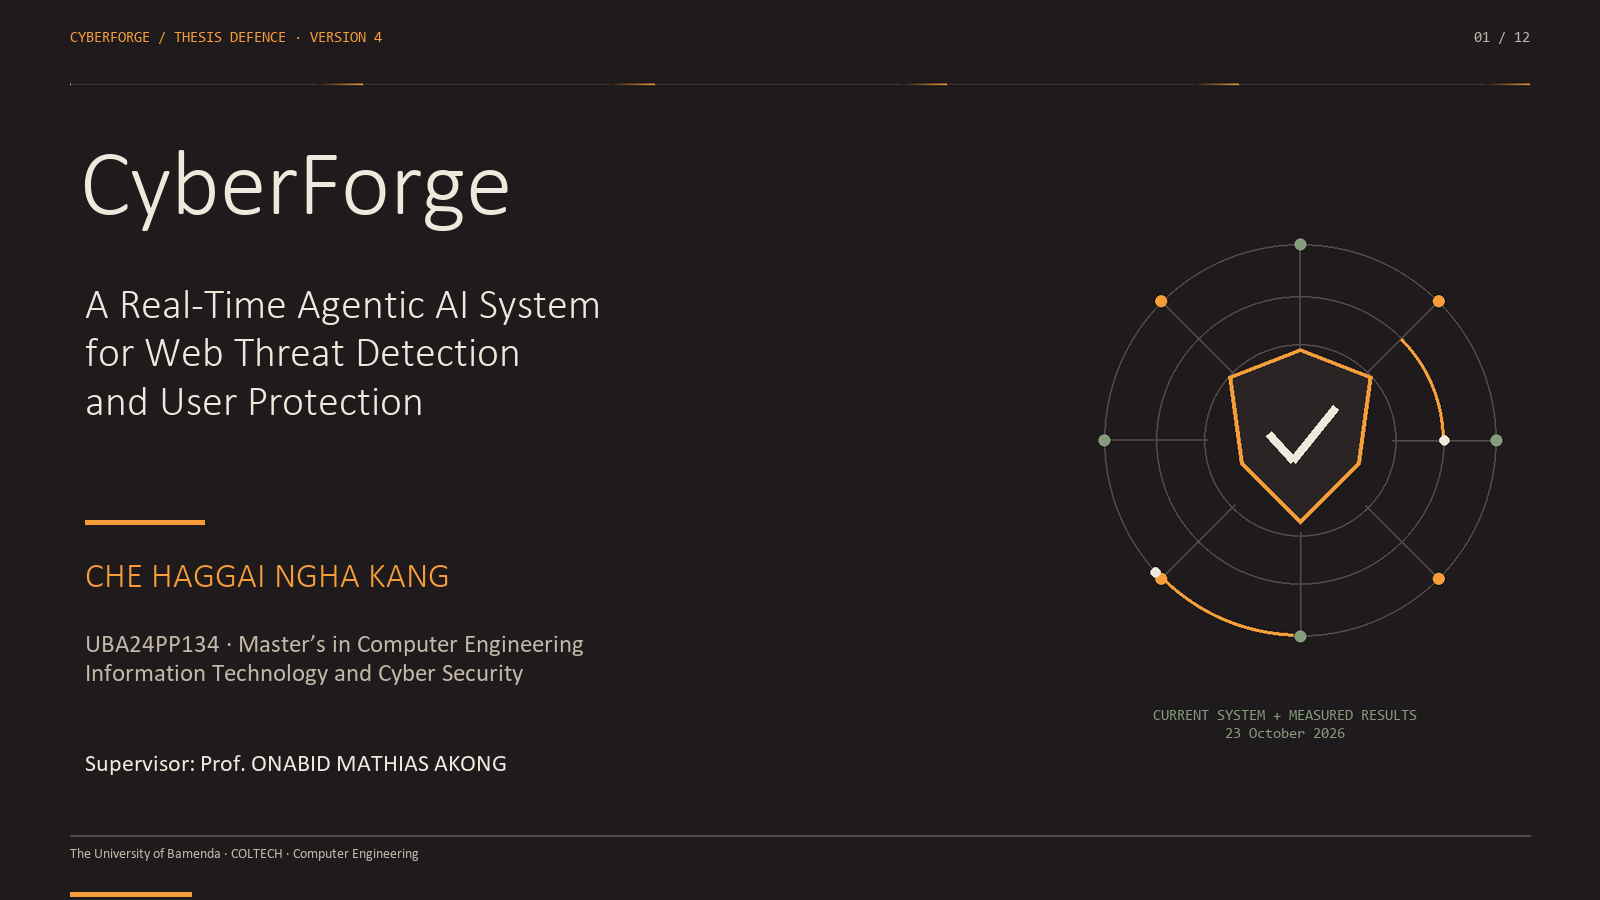 CYBERFORGE / THESIS DEFENCE · VERSION 4
01 / 12
CyberForge
A Real-Time Agentic AI System
for Web Threat Detection
and User Protection
CHE HAGGAI NGHA KANG
UBA24PP134 · Master’s in Computer Engineering
Information Technology and Cyber Security
Supervisor: Prof. ONABID MATHIAS AKONG
CURRENT SYSTEM + MEASURED RESULTS
23 October 2026
The University of Bamenda · COLTECH · Computer Engineering